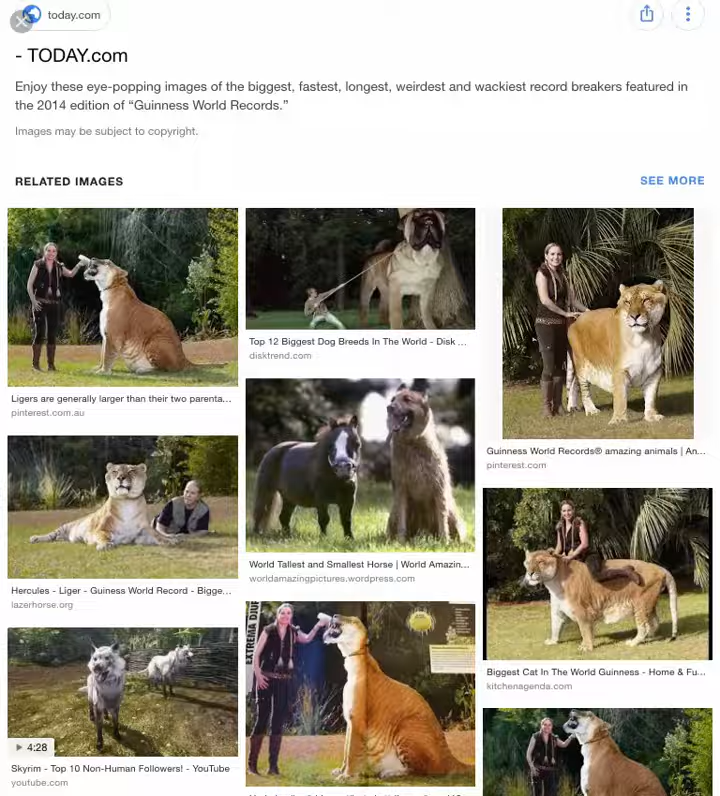 today.com
- TODAY.com
Enjoy these eye-popping images of the biggest, fastest, longest, weirdest and wackiest record breakers featured in
the 2014 edition of “Guinness World Records.”
Images may be subject to copyright.
RELATED IMAGES
SEE MORE
Ligers are generally larger than their two parenta...
pinterest.com.au
Hercules - Liger - Guiness World Record - Bigge...
lazerhorse.org
4:28
Skyrim - Top 10 Non-Human Followers! - YouTube
youtube.com
Top 12 Biggest Dog Breeds In The World - Disk ...
disktrend.com
World Tallest and Smallest Horse | World Amazin...
worldamazingpictures.wordpress.com
EXTREMA DJUR
Guinness World Records® amazing animals | An...
pinterest.com
Biggest Cat In The World Guinness - Home & Fu...
kitchenagenda.com